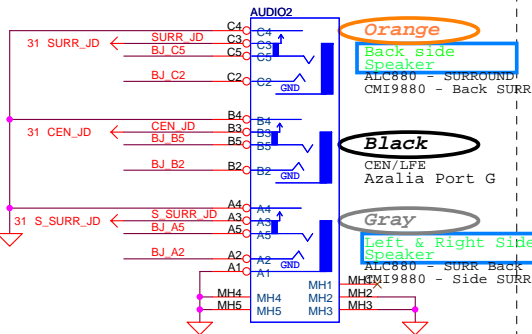 AUDIO2
C4 C4 Orange
31 SURR_JD SURR_JD C3 C3
BJ_C5 C5 C5 Back side
Speaker
BJ_C2 C2 C2 ALC880 - SURROUND
GND CMI9880 - Back SURR
B4 B4
31 CEN_JD CEN_JD B3 B3
BJ_B5 B5 B5 Black
CEN/LFE
BJ_B2 B2 B2 Azalia Port G
GND
A4 A4
31 S_SURR_JD S_SURR_JD A3 A3 Gray
BJ_A5 A5 A5
Left & Right Side
Speaker
BJ_A2 A2 A2 ALC880 - SURR Back
A1 A1 GND CMI9880 - Side SURR
MH1 MH1
MH4 MH4 MH2 MH2
MH5 MH5 MH3 MH3